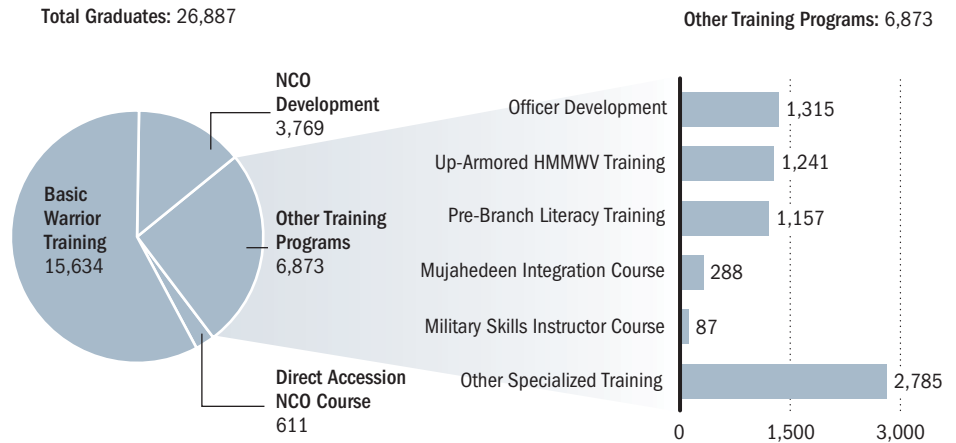 Total Graduates: 26,887
Other Training Programs: 6,873
NCO
Development
3,769
Basic
Warrior
Training
15,634
Other Training
Programs
6,873
Direct Accession
NCO Course
611
Officer Development
1,315
Up-Armored HMMWV Training
1,241
Pre-Branch Literacy Training
1,157
Mujahedeen Integration Course
288
Military Skills Instructor Course
87
Other Specialized Training
2,785
0
1,500
3,000